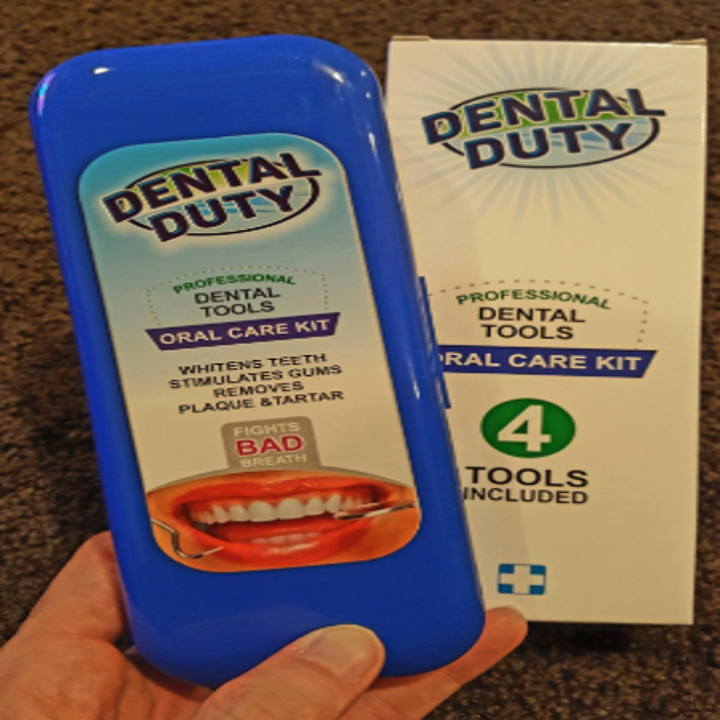 DENTAL
DUTY
PROFESSIONAL
DENTAL
TOOLS
ORAL CARE KIT
WHITENS TEETH
STIMULATES GUMS
REMOVES
PLAQUE &TARTAR
FIGHTS
BAD
BREATH
DENTAL
DUTY
PROFESSIONAL
DENTAL
TOOLS
ORAL CARE KIT
4
TOOLS
INCLUDED